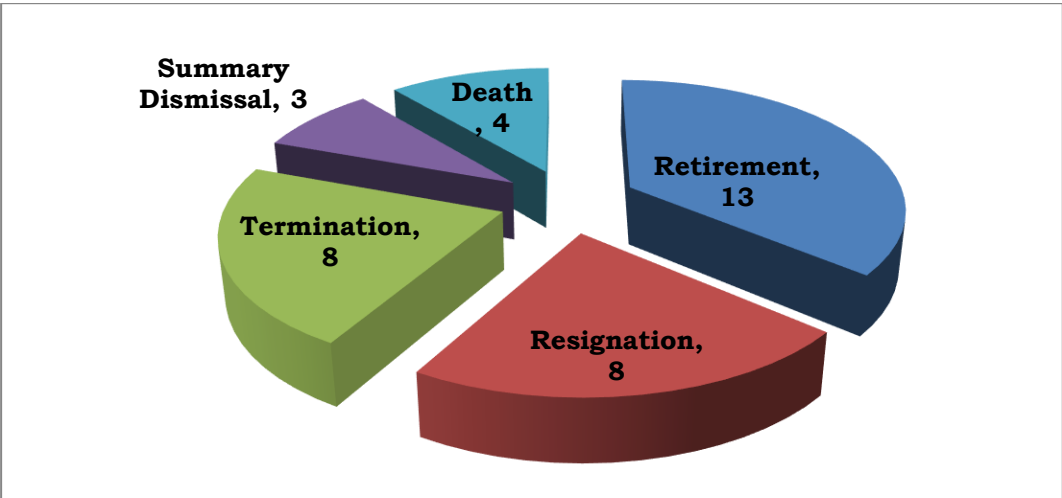 Summary
Dismissal, 3
Death
, 4
Retirement,
13
Termination,
8
Resignation,
8